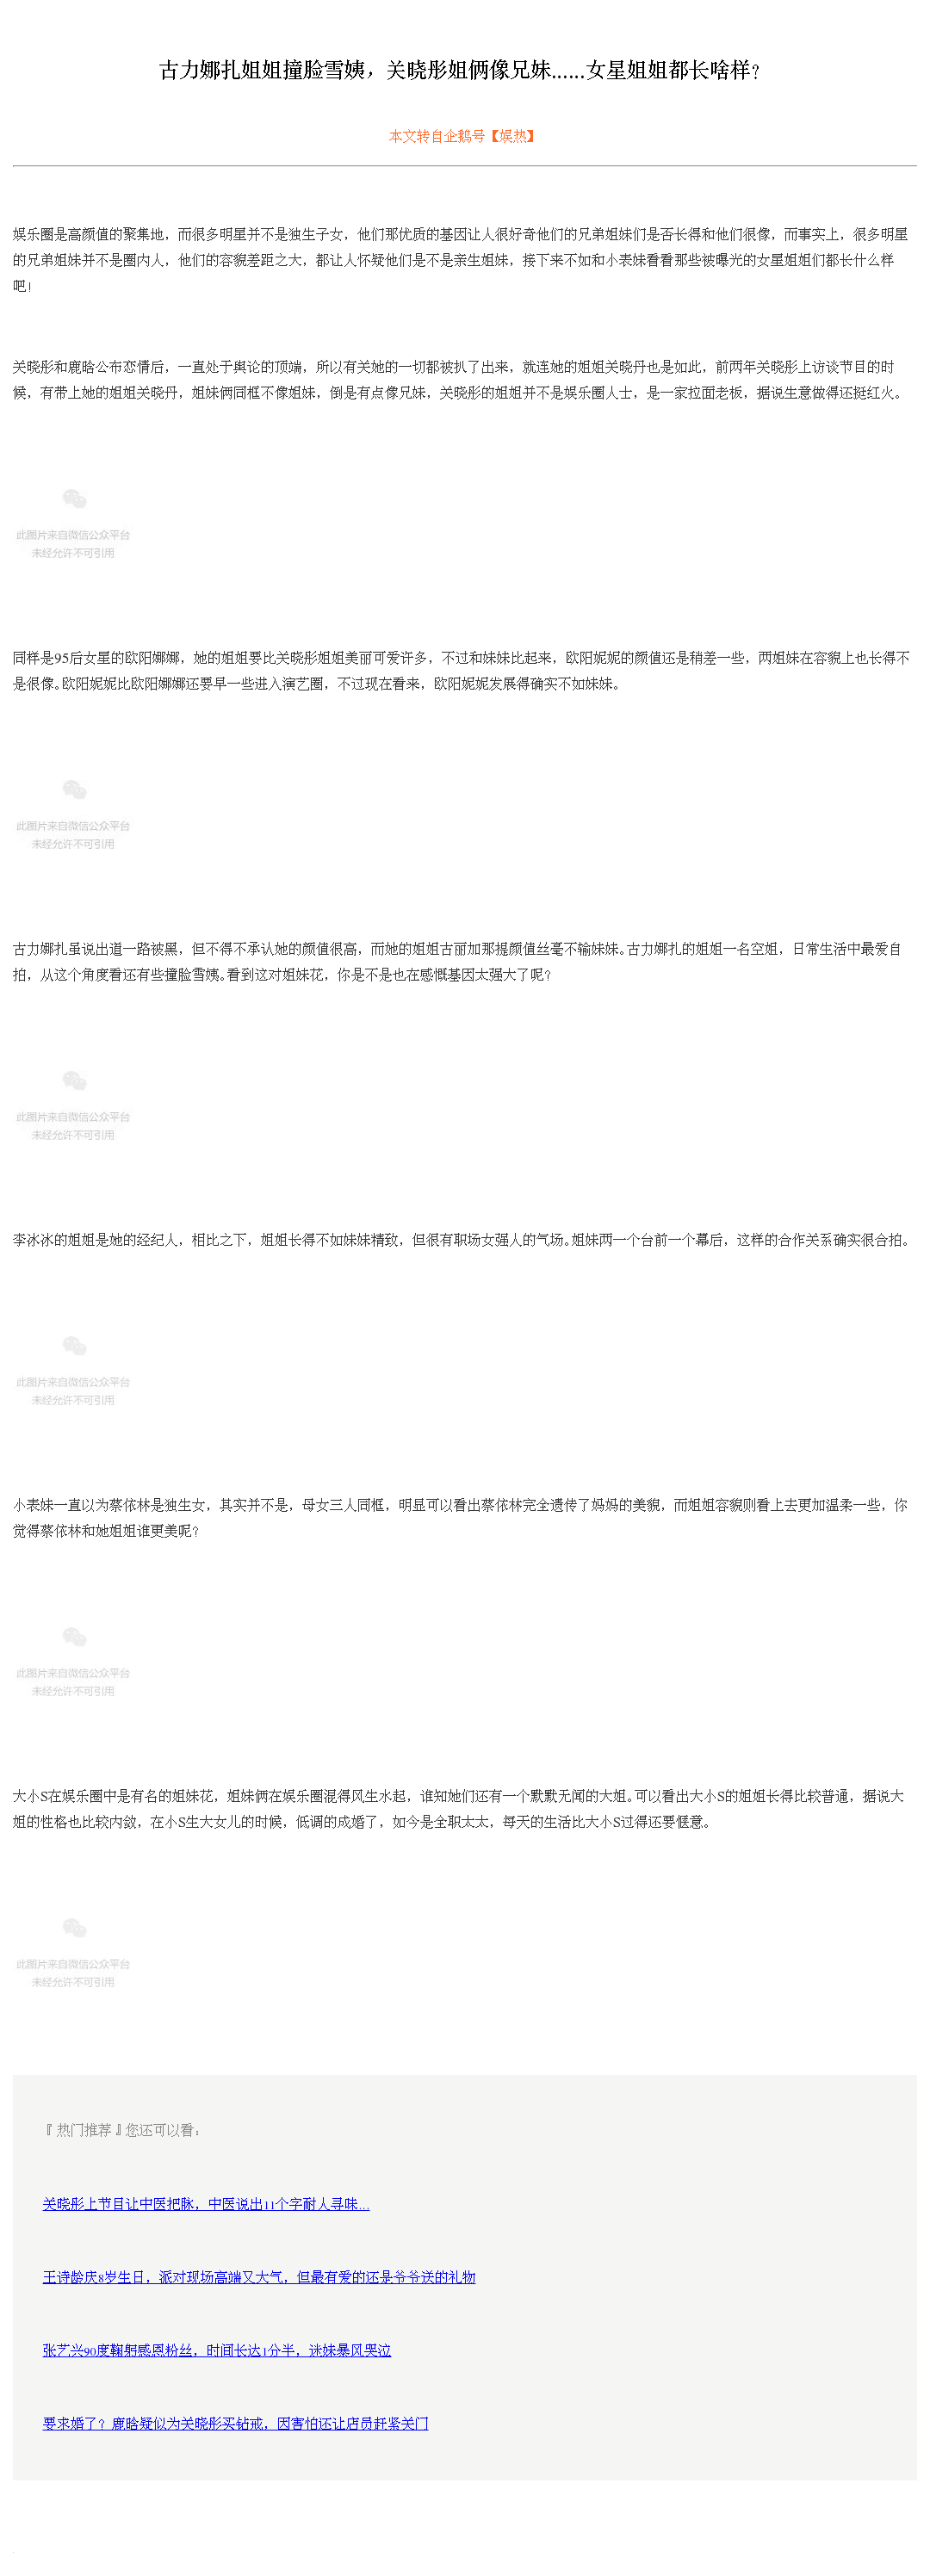 古力娜扎姐姐撞脸雪姨，关晓彤姐俩像兄妹……女星姐姐都长啥样?
本文转自企鹅号【娱热】
娱乐圈是高颜值的聚集地，而很多明星并不是独生子女，他们那优质的基因让人很好奇他们的兄弟姐妹们是否长得和他们很像，而事实上，很多明星
的兄弟姐妹并不是圈内人，他们的容貌差距之大，都让人怀疑他们是不是亲生姐妹，接下来不如和小表妹看看那些被曝光的女星姐姐们都长什么样
吧!
关晓彤和鹿晗公布恋情后，一直处于舆论的顶端，所以有关她的一切都被扒了出来，就连她的姐姐关晓丹也是如此，前两年关晓彤上访谈节目的时
候，有带上她的姐姐关晓丹，姐妹俩同框不像姐妹，倒是有点像兄妹，关晓彤的姐姐并不是娱乐圈人士，是一家拉面老板，据说生意做得还挺红火。
此图片来自微信公众平台
未经允许不可引用
同样是95后女星的欧阳娜娜，她的姐姐要比关晓彤姐姐美丽可爱许多，不过和妹妹比起来，欧阳妮妮的颜值还是稍差一些，两姐妹在容貌上也长得不
是很像。欧阳妮妮比欧阳娜娜还要早一些进入演艺圈，不过现在看来，欧阳妮妮发展得确实不如妹妹。
此图片来自微信公众平台
未经允许不可引用
古力娜扎虽说出道一路被黑，但不得不承认她的颜值很高，而她的姐姐古丽加那提颜值丝毫不输妹妹。古力娜扎的姐姐一名空姐，日常生活中最爱自
拍，从这个角度看还有些撞脸雪姨。看到这对姐妹花，你是不是也在感慨基因太强大了呢?
此图片来自微信公众平台
未经允许不可引用
李冰冰的姐姐是她的经纪人，相比之下，姐姐长得不如妹妹精致，但很有职场女强人的气场。姐妹两一个台前一个幕后，这样的合作关系确实很合拍。
此图片来自微信公众平台
未经允许不可引用
小表妹一直以为蔡依林是独生女，其实并不是，母女三人同框，明显可以看出蔡依林完全遗传了妈妈的美貌，而姐姐容貌则看上去更加温柔一些，你
觉得蔡依林和她姐姐谁更美呢?
此图片来自微信公众平台
未经允许不可引用
大小S在娱乐圈中是有名的姐妹花，姐妹俩在娱乐圈混得风生水起，谁知她们还有一个默默无闻的大姐。可以看出大小S的姐姐长得比较普通，据说大
姐的性格也比较内敛，在小S生大女儿的时候，低调的成婚了，如今是全职太太，每天的生活比大小S过得还要惬意。
此图片来自微信公众平台
未经允许不可引用
『热门推荐』您还可以看：
关晓彤上节目让中医把脉，中医说出11个字耐人寻味...
王诗龄庆8岁生日，派对现场高端又大气，但最有爱的还是爷爷送的礼物
张艺兴90度鞠躬感恩粉丝，时间长达1分半，迷妹暴风哭泣
要求婚了？鹿晗疑似为关晓彤买钻戒，因害怕还让店员赶紧关门